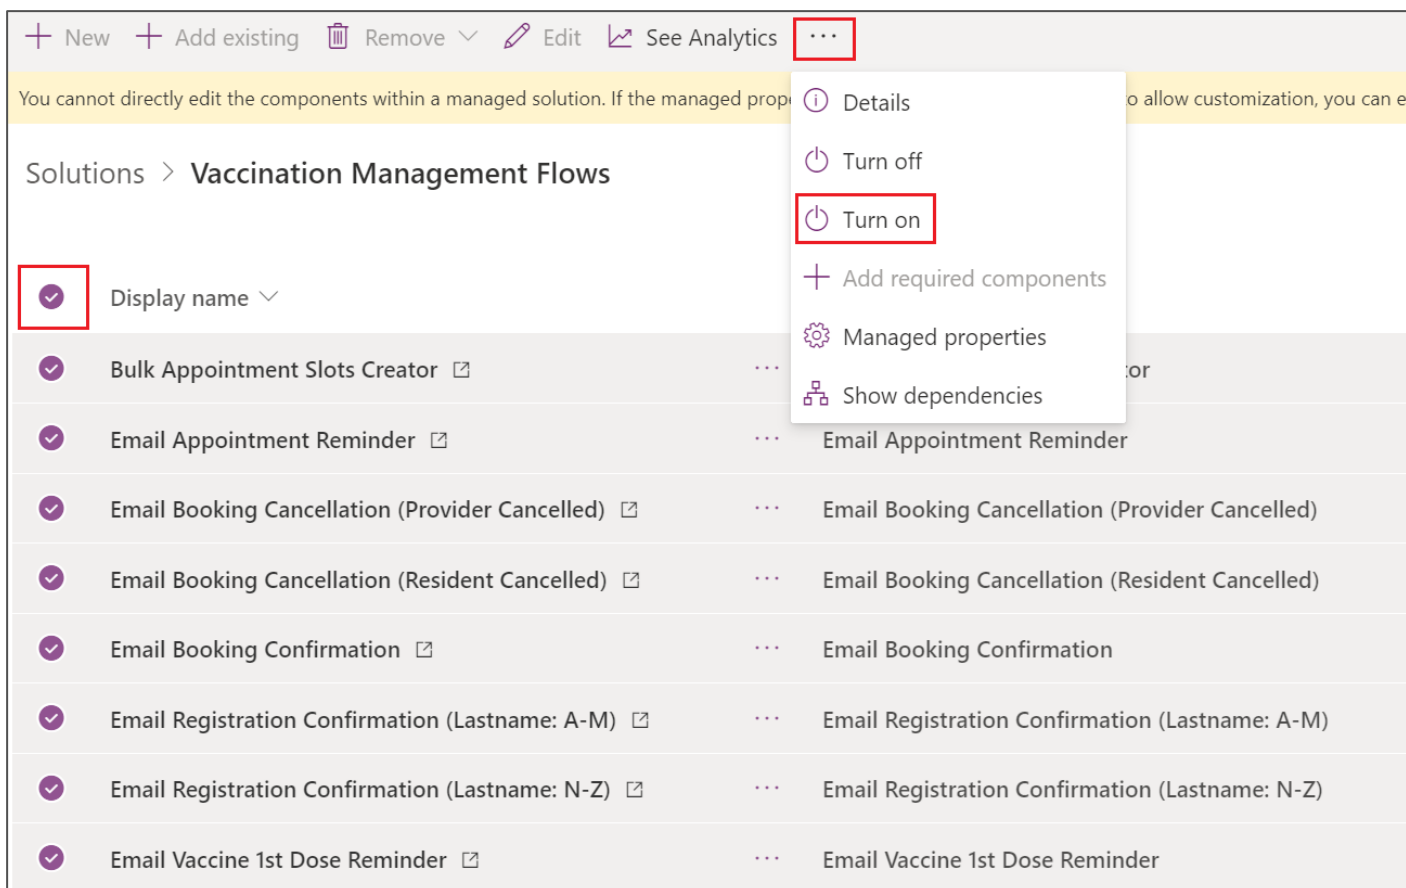 New Add existing Remove Edit See Analytics ...
You cannot directly edit the components within a managed solution. If the managed prope o allow customization, you can e
Details
Turn off
Turn on
Add required components
Managed properties
Show dependencies
Solutions > Vaccination Management Flows
Display name
Bulk Appointment Slots Creator ... tor
Email Appointment Reminder ... Email Appointment Reminder
Email Booking Cancellation (Provider Cancelled) ... Email Booking Cancellation (Provider Cancelled)
Email Booking Cancellation (Resident Cancelled) ... Email Booking Cancellation (Resident Cancelled)
Email Booking Confirmation ... Email Booking Confirmation
Email Registration Confirmation (Lastname: A-M) ... Email Registration Confirmation (Lastname: A-M)
Email Registration Confirmation (Lastname: N-Z) ... Email Registration Confirmation (Lastname: N-Z)
Email Vaccine 1st Dose Reminder ... Email Vaccine 1st Dose Reminder